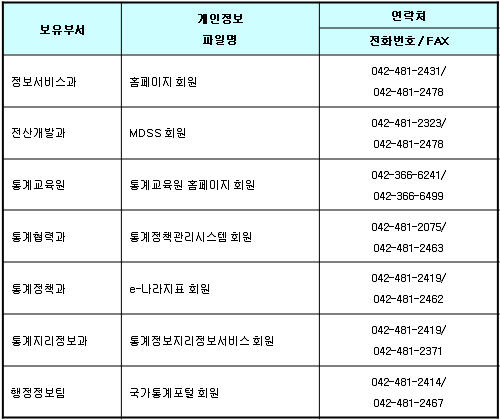 보유부서
개인정보
파일명
연락처
전화번호 / FAX
정보서비스과
홈페이지 회원
042-481-2431/
042-481-2478
전산개발과
MDSS 회원
042-481-2323/
042-481-2478
통계교육원
통계교육원 홈페이지 회원
042-366-6241/
042-366-6499
통계협력과
통계정책관리시스템 회원
042-481-2075/
042-481-2463
통계정책과
e-나라지표 회원
042-481-2419/
042-481-2462
통계지리정보과
통계정보지리정보서비스 회원
042-481-2419/
042-481-2371
행정정보팀
국가통계포털 회원
042-481-2414/
042-481-2467